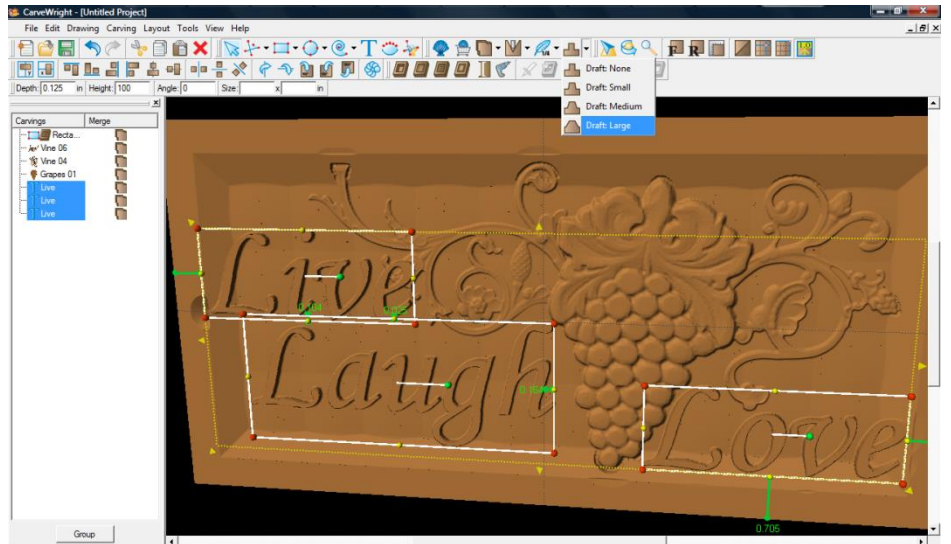 CarveWright - [Untitled Project]
File Edit Drawing Carving Layout Tools View Help
Depth: 0.125 in Height: 100 Angle: 0 Size: x in
Draft: None
Draft: Small
Draft: Medium
Draft: Large
Carvings Merge
Recta...
Vine 06
Vine 04
Grapes 01
Live
Live
Live
Live
Laugh
Love
0.705
Group